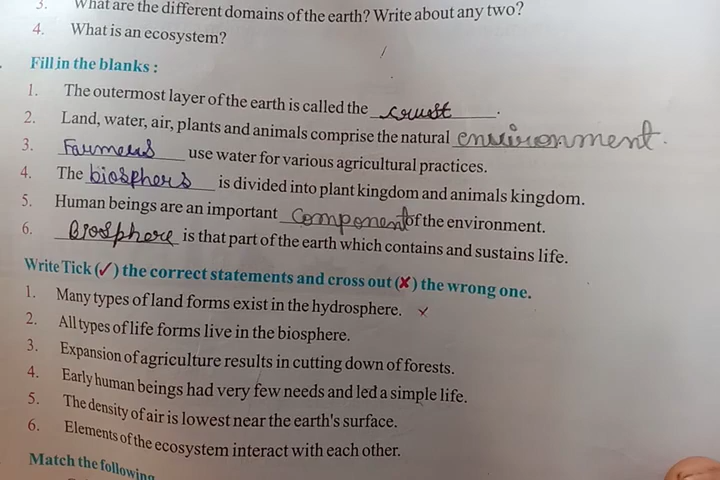 3. What are the different domains of the earth? Write about any two?
4. What is an ecosystem?
Fill in the blanks :
1. The outermost layer of the earth is called the crust.
2. Land, water, air, plants and animals comprise the natural environment.
3. Farmers use water for various agricultural practices.
4. The biosphers is divided into plant kingdom and animals kingdom.
5. Human beings are an important component of the environment.
6. Biosphere is that part of the earth which contains and sustains life.
Write Tick (✓) the correct statements and cross out (✗) the wrong one.
1. Many types of land forms exist in the hydrosphere. ✗
2. All types of life forms live in the biosphere.
3. Expansion of agriculture results in cutting down of forests.
4. Early human beings had very few needs and led a simple life.
5. The density of air is lowest near the earth's surface.
6. Elements of the ecosystem interact with each other.
Match the following